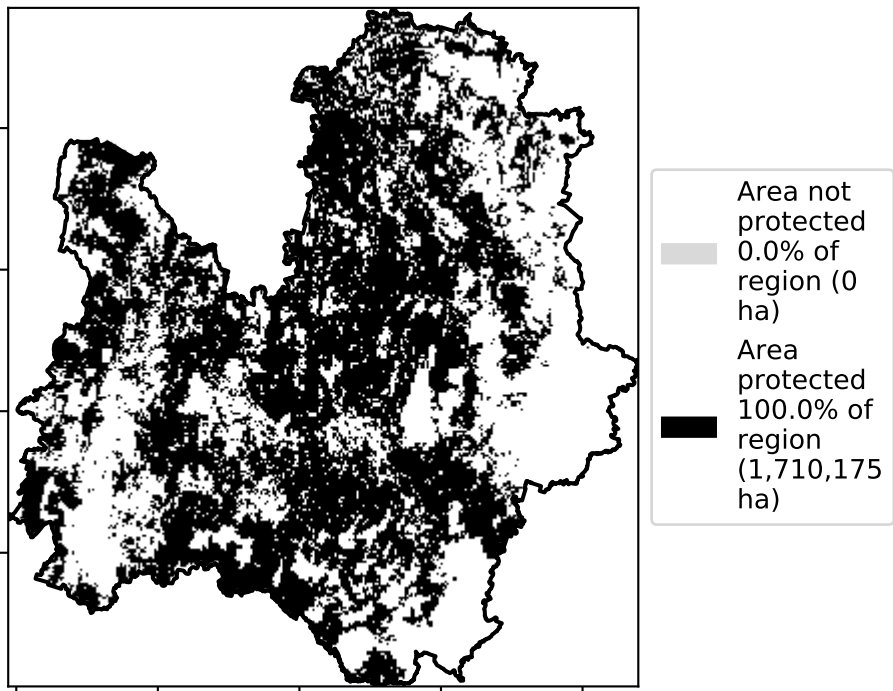 Area not
protected
0.0% of
region (0
ha)
Area
protected
100.0% of
region
(1,710,175
ha)